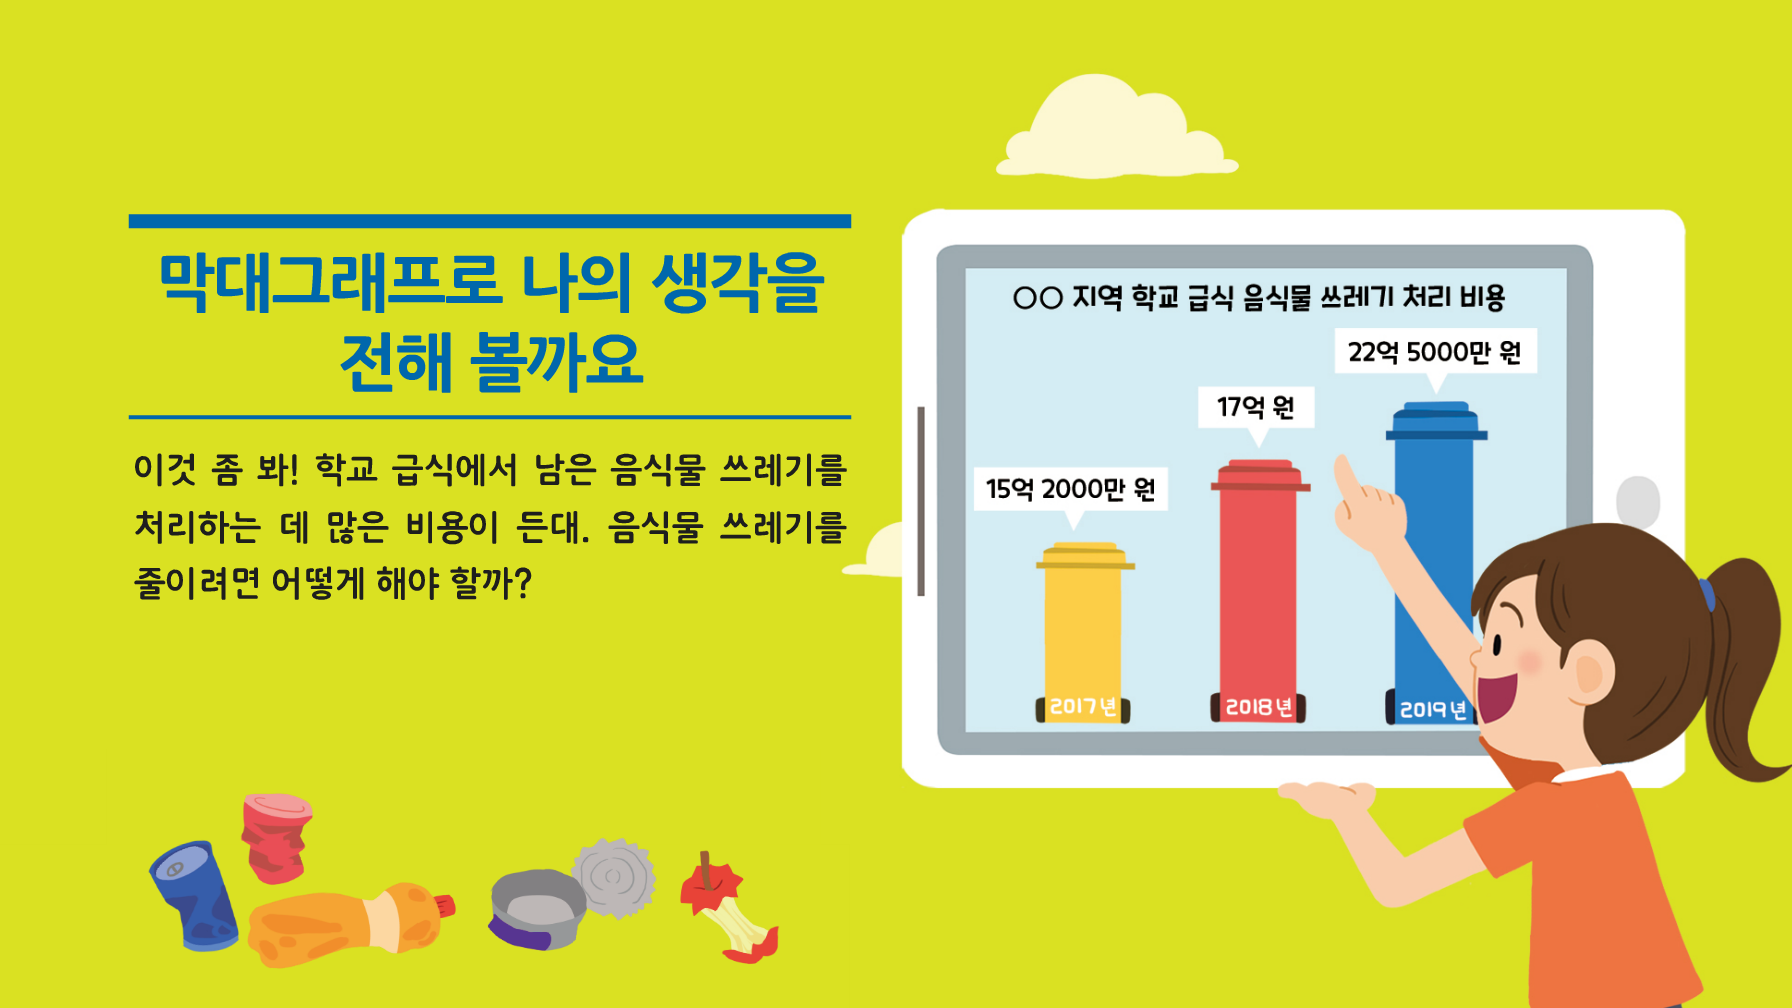 막대그래프로 나의 생각을
전해 볼까요
이것 좀 봐! 학교 급식에서 남은 음식물 쓰레기를
처리하는 데 많은 비용이 든대. 음식물 쓰레기를
줄이려면 어떻게 해야 할까?
○○ 지역 학교 급식 음식물 쓰레기 처리 비용
22억 5000만 원
17억 원
15억 2000만 원
2017년
2018년
2019년